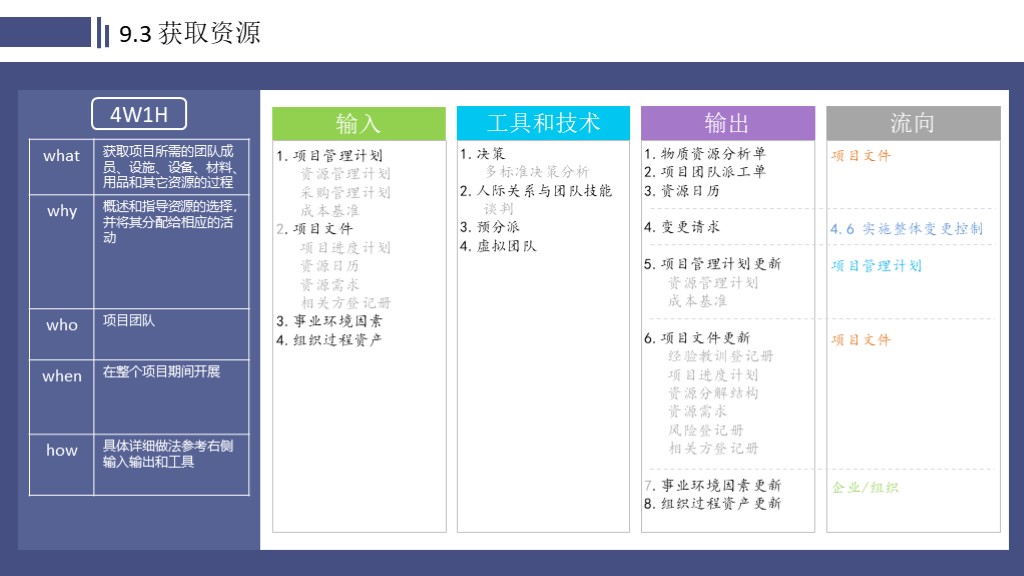 9.3 获取资源
4W1H
what
获取项目所需的团队成
员、设施、设备、材料、
用品和其它资源的过程
why
概述和指导资源的选择，
并将其分配给相应的活
动
who
项目团队
when
在整个项目期间开展
how
具体详细做法参考右侧
输入输出和工具
输入
1. 项目管理计划
资源管理计划
采购管理计划
成本基准
2. 项目文件
项目进度计划
资源日历
资源需求
相关方登记册
3. 事业环境因素
4. 组织过程资产
工具和技术
1. 决策
多标准决策分析
2. 人际关系与团队技能
谈判
3. 预分派
4. 虚拟团队
输出
1. 物质资源分析单
2. 项目团队派工单
3. 资源日历
4. 变更请求
5. 项目管理计划更新
资源管理计划
成本基准
6. 项目文件更新
经验教训登记册
项目进度计划
资源分解结构
资源需求
风险登记册
相关方登记册
7. 事业环境因素更新
8. 组织过程资产更新
流向
项目文件
4.6 实施整体变更控制
项目管理计划
项目文件
企业/组织